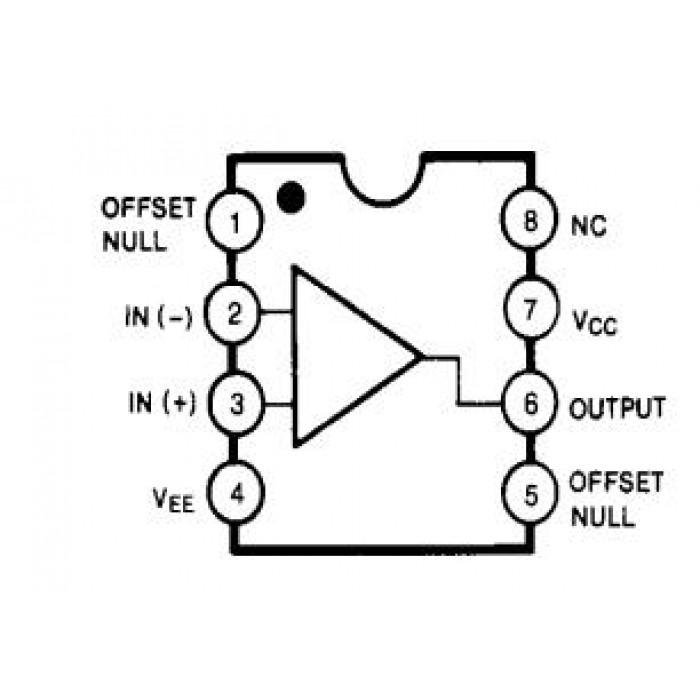 OFFSET
NULL
1
IN (-)
2
IN (+)
3
VEE
4
8
NC
7
VCC
6
OUTPUT
5
OFFSET
NULL